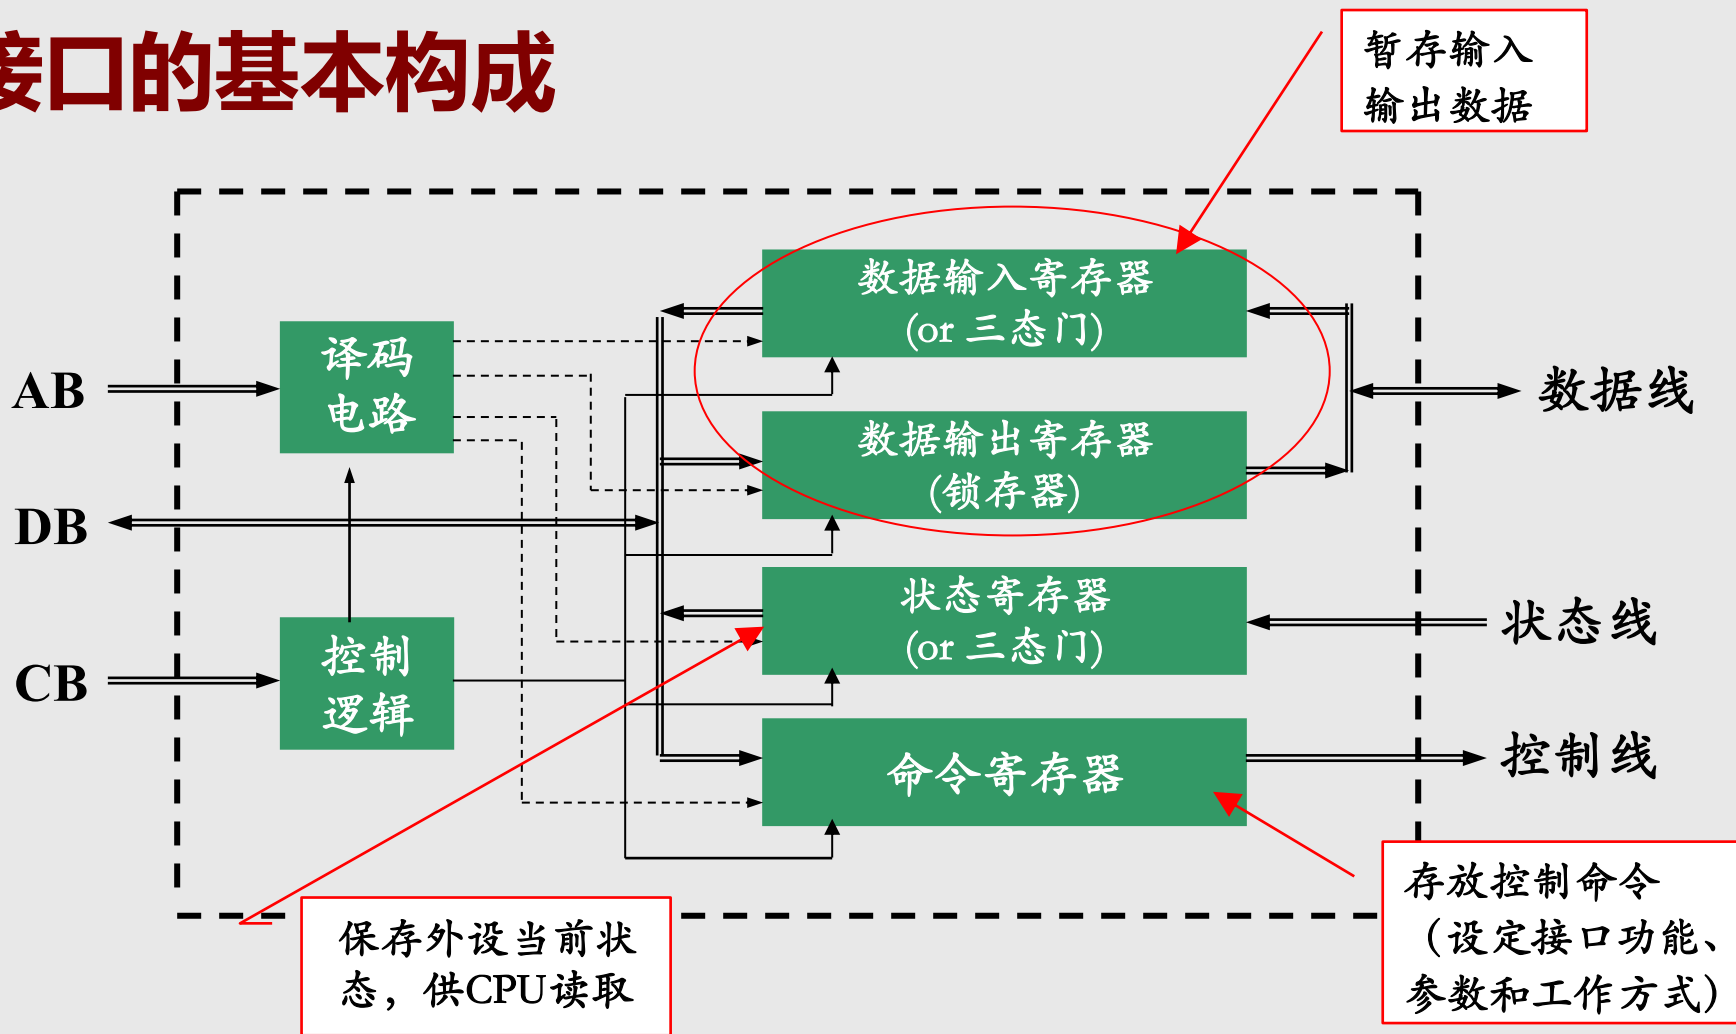 接口的基本构成
暂存输入
输出数据
数据输入寄存器
(or 三态门)
译码
电路
AB
数据线
数据输出寄存器
(锁存器)
DB
状态寄存器
(or 三态门)
状态线
控制
逻辑
CB
命令寄存器
控制线
存放控制命令
（设定接口功能、
参数和工作方式）
保存外设当前状
态，供CPU读取